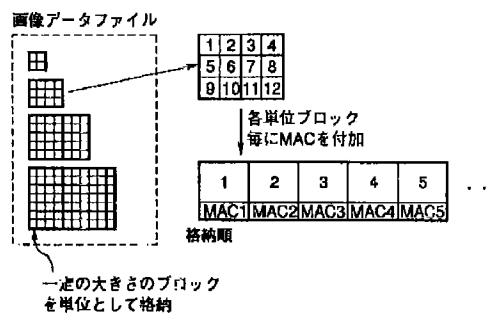 画像データファイル
1 2 3 4
5 6 7 8
9 10 11 12
各単位ブロック
毎にMACを付加
1 2 3 4 5 ・・
MAC1 MAC2 MAC3 MAC4 MAC5
格納順
一定の大きさのブロック
を単位として格納